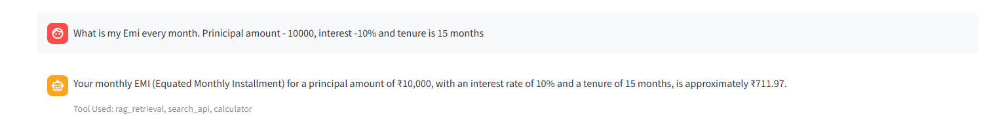 What is my Emi every month. Prinicipal amount - 10000, interest -10% and tenure is 15 months
Your monthly EMI (Equated Monthly Installment) for a principal amount of ₹10,000, with an interest rate of 10% and a tenure of 15 months, is approximately ₹711.97.
Tool Used: rag_retrieval, search_api, calculator